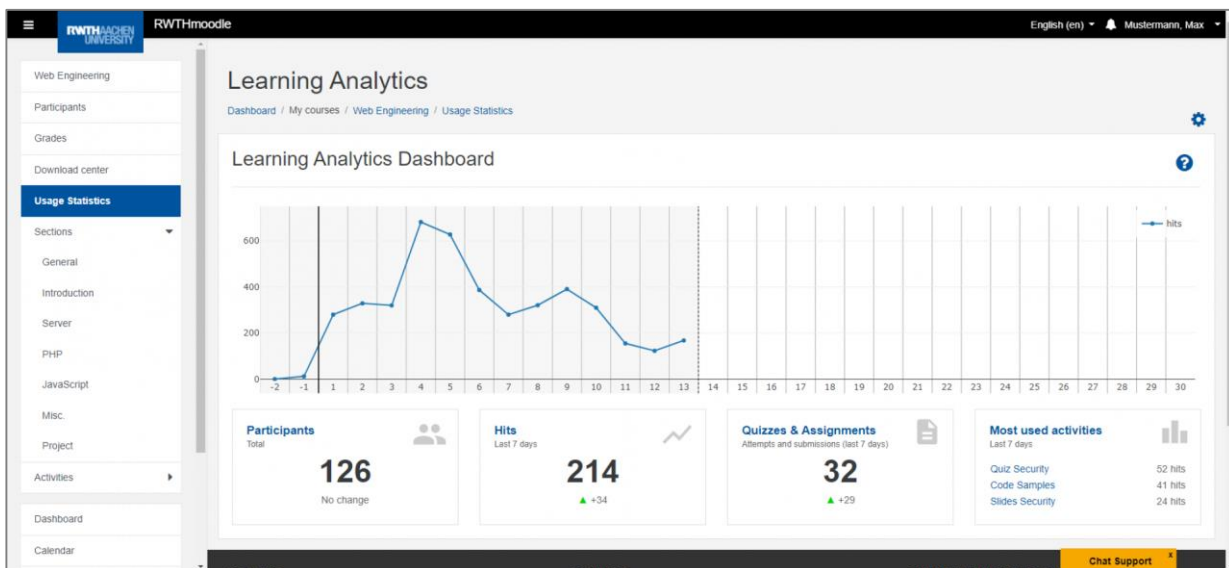 RWTHAACHEN
UNIVERSITY
RWTHmoodle
English (en)
Mustermann, Max
Web Engineering
Participants
Grades
Download center
Usage Statistics
Sections
General
Introduction
Server
PHP
JavaScript
Misc.
Project
Activities
Dashboard
Calendar
Learning Analytics
Dashboard / My courses / Web Engineering / Usage Statistics
Learning Analytics Dashboard
hits
600
400
200
0
-2 -1 1 2 3 4 5 6 7 8 9 10 11 12 13 14 15 16 17 18 19 20 21 22 23 24 25 26 27 28 29 30
Participants
Total
126
No change
Hits
Last 7 days
214
▲ +34
Quizzes & Assignments
Attempts and submissions (last 7 days)
32
▲ +29
Most used activities
Last 7 days
Quiz Security 52 hits
Code Samples 41 hits
Slides Security 24 hits
Chat Support x